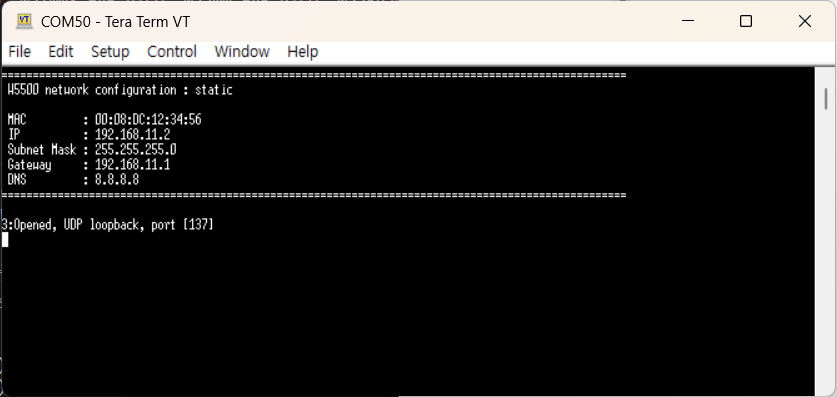 COM50 - Tera Term VT
File Edit Setup Control Window Help
====================================================================================================
W5500 network configuration : static
MAC : 00:08:DC:12:34:56
IP : 192.168.11.2
Subnet Mask : 255.255.255.0
Gateway : 192.168.11.1
DNS : 8.8.8.8
====================================================================================================
3:Opened, UDP loopback, port [137]